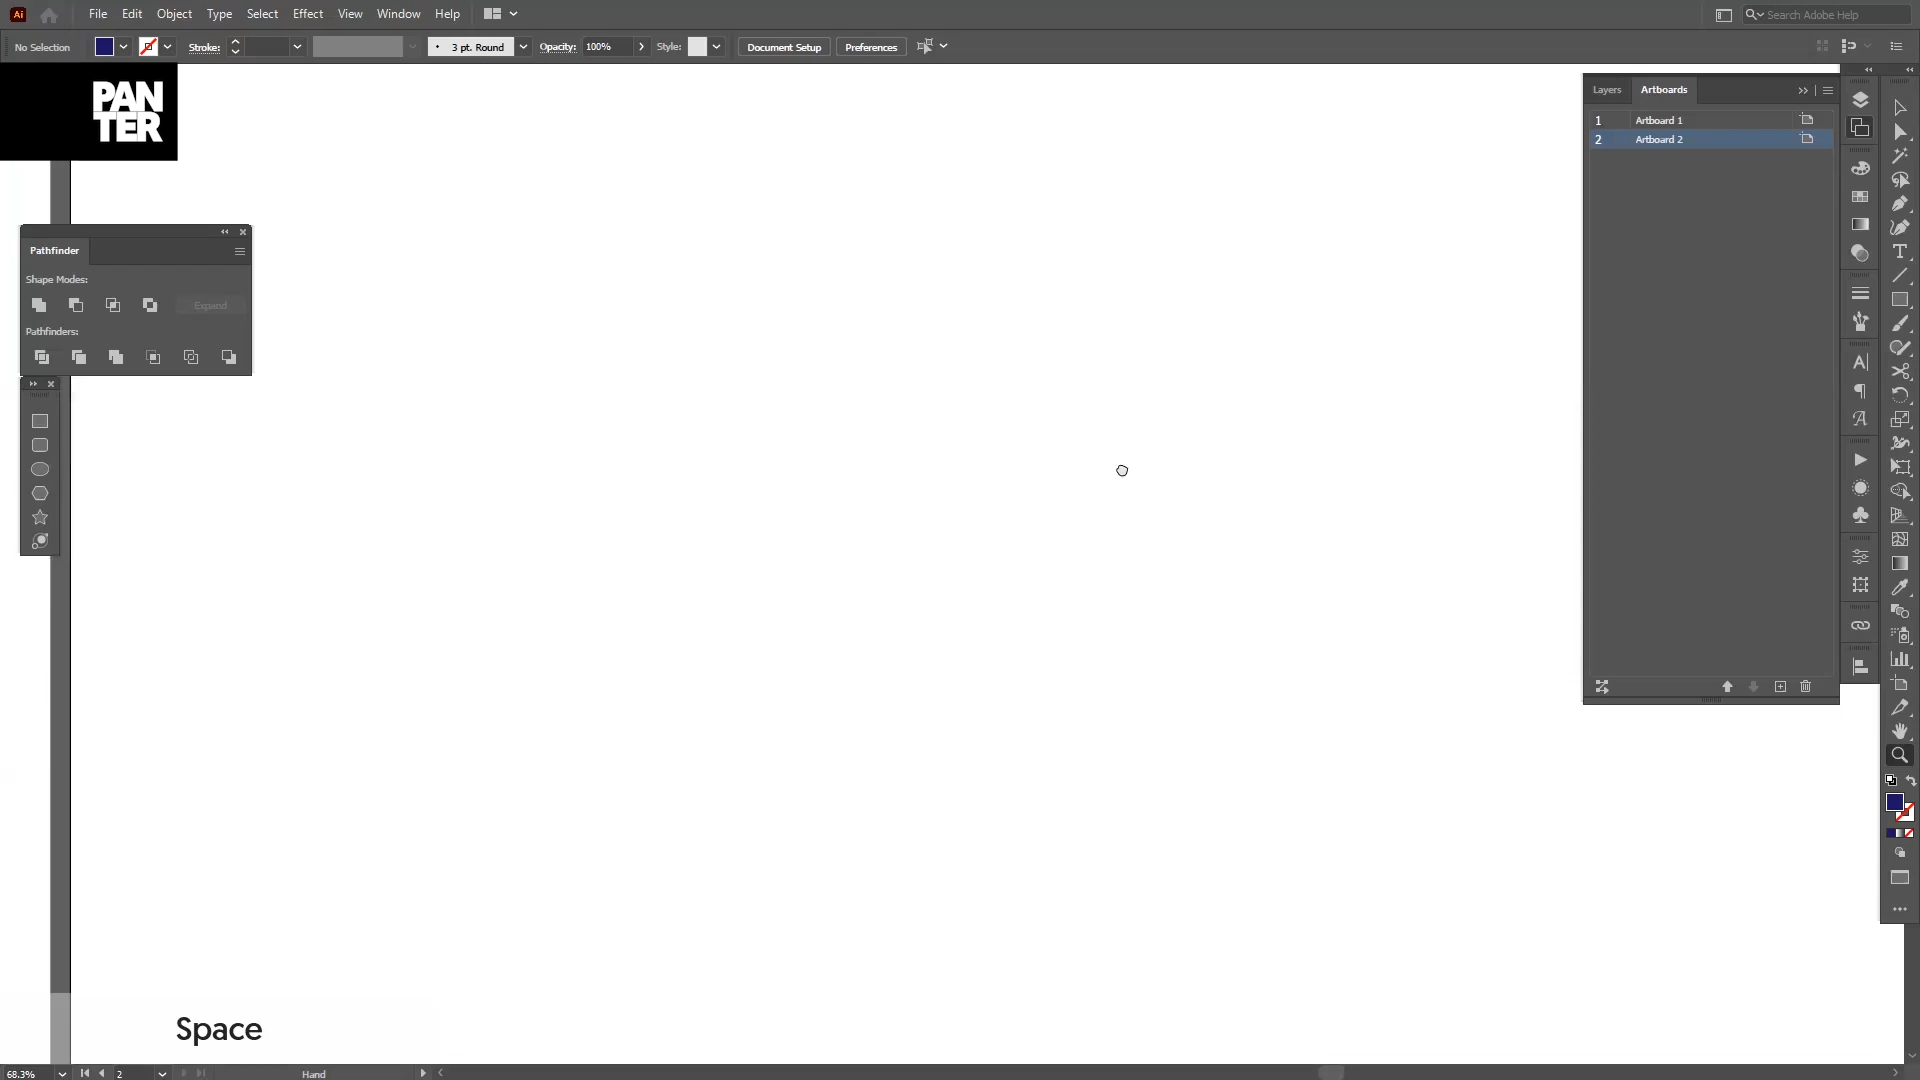 Ai File Edit Object Type Select Effect View Window Help Search Adobe Help
No Selection Stroke: 3 pt. Round Opacity: 100% Style: Document Setup Preferences
PAN
TER
Layers Artboards
1 Artboard 1
2 Artboard 2
Pathfinder
Shape Modes:
Expand
Pathfinders:
Space
68.3% 2 Hand